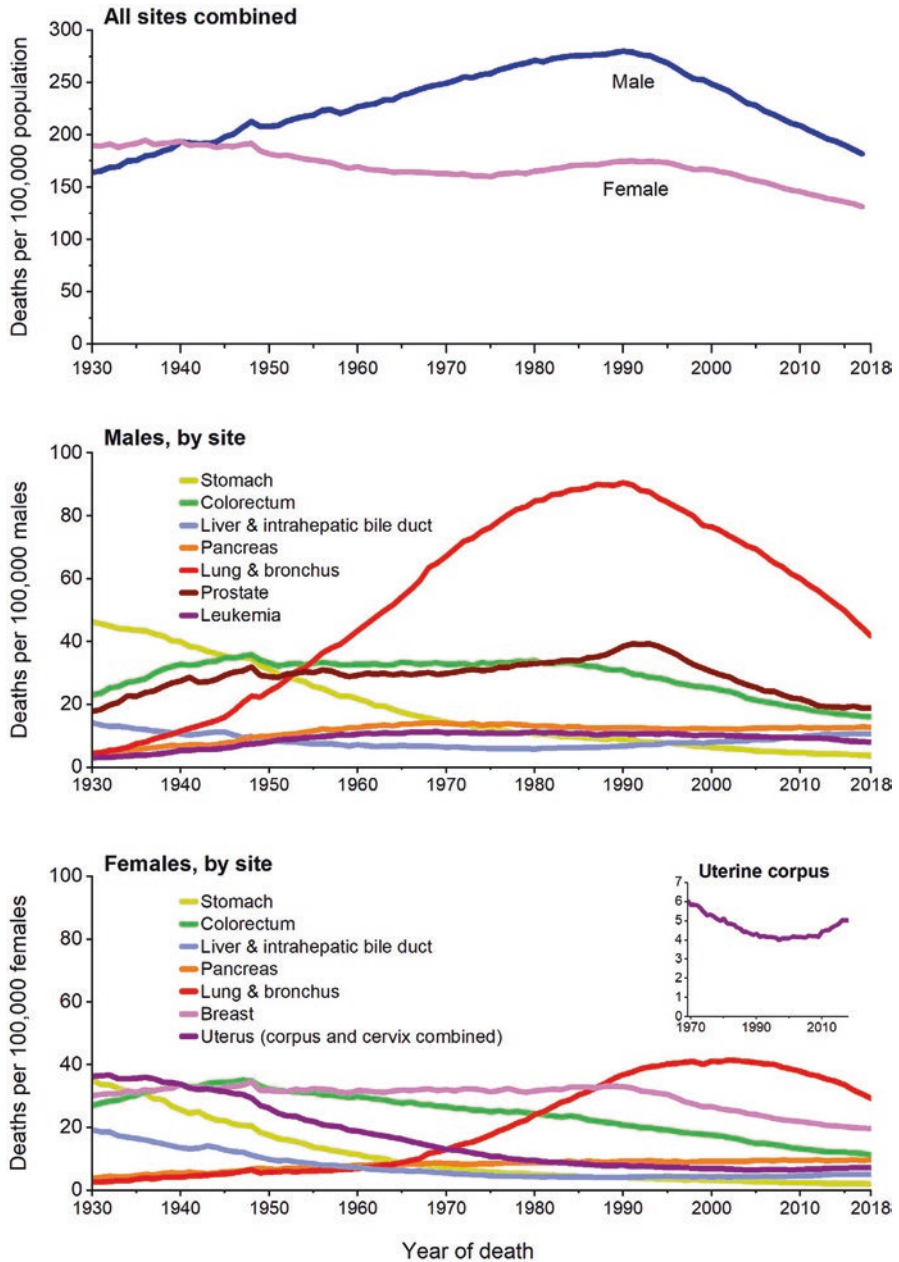 All sites combined
Deaths per 100,000 population
300
250
200
150
100
50
0
Male
Female
1930 1940 1950 1960 1970 1980 1990 2000 2010 2018
Males, by site
Deaths per 100,000 males
100
80
60
40
20
0
Stomach
Colorectum
Liver & intrahepatic bile duct
Pancreas
Lung & bronchus
Prostate
Leukemia
1930 1940 1950 1960 1970 1980 1990 2000 2010 2018
Females, by site
Deaths per 100,000 females
100
80
60
40
20
0
Stomach
Colorectum
Liver & intrahepatic bile duct
Pancreas
Lung & bronchus
Breast
Uterus (corpus and cervix combined)
Uterine corpus
7
6
5
4
3
2
1
0
1970 1990 2010
1930 1940 1950 1960 1970 1980 1990 2000 2010 2018
Year of death